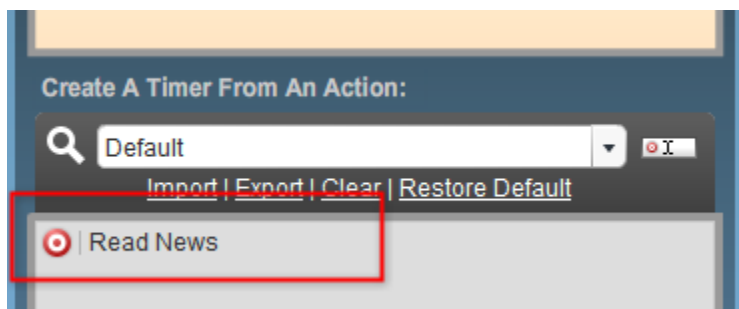 Create A Timer From An Action:
Default
Import | Export | Clear | Restore Default
Read News